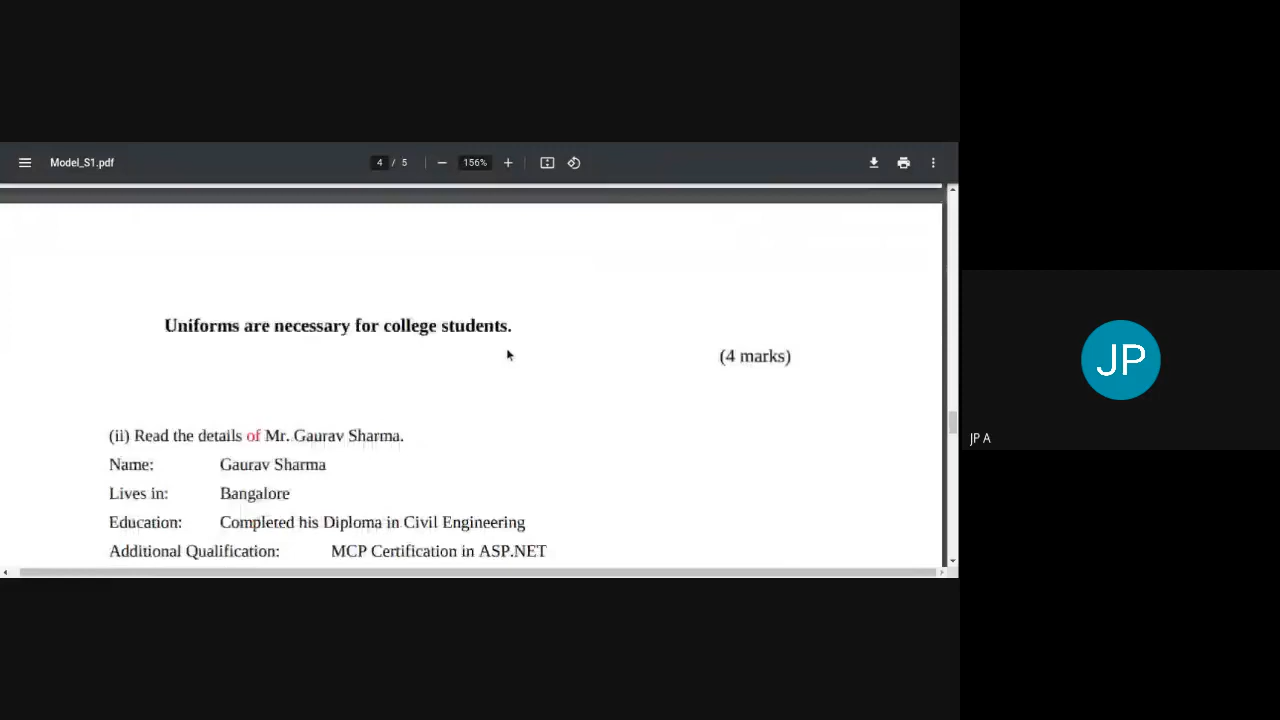 Model_S1.pdf
4 / 5
156%
Uniforms are necessary for college students.
(4 marks)
(ii) Read the details of Mr. Gaurav Sharma.
Name: Gaurav Sharma
Lives in: Bangalore
Education: Completed his Diploma in Civil Engineering
Additional Qualification: MCP Certification in ASP.NET
JP
JP A